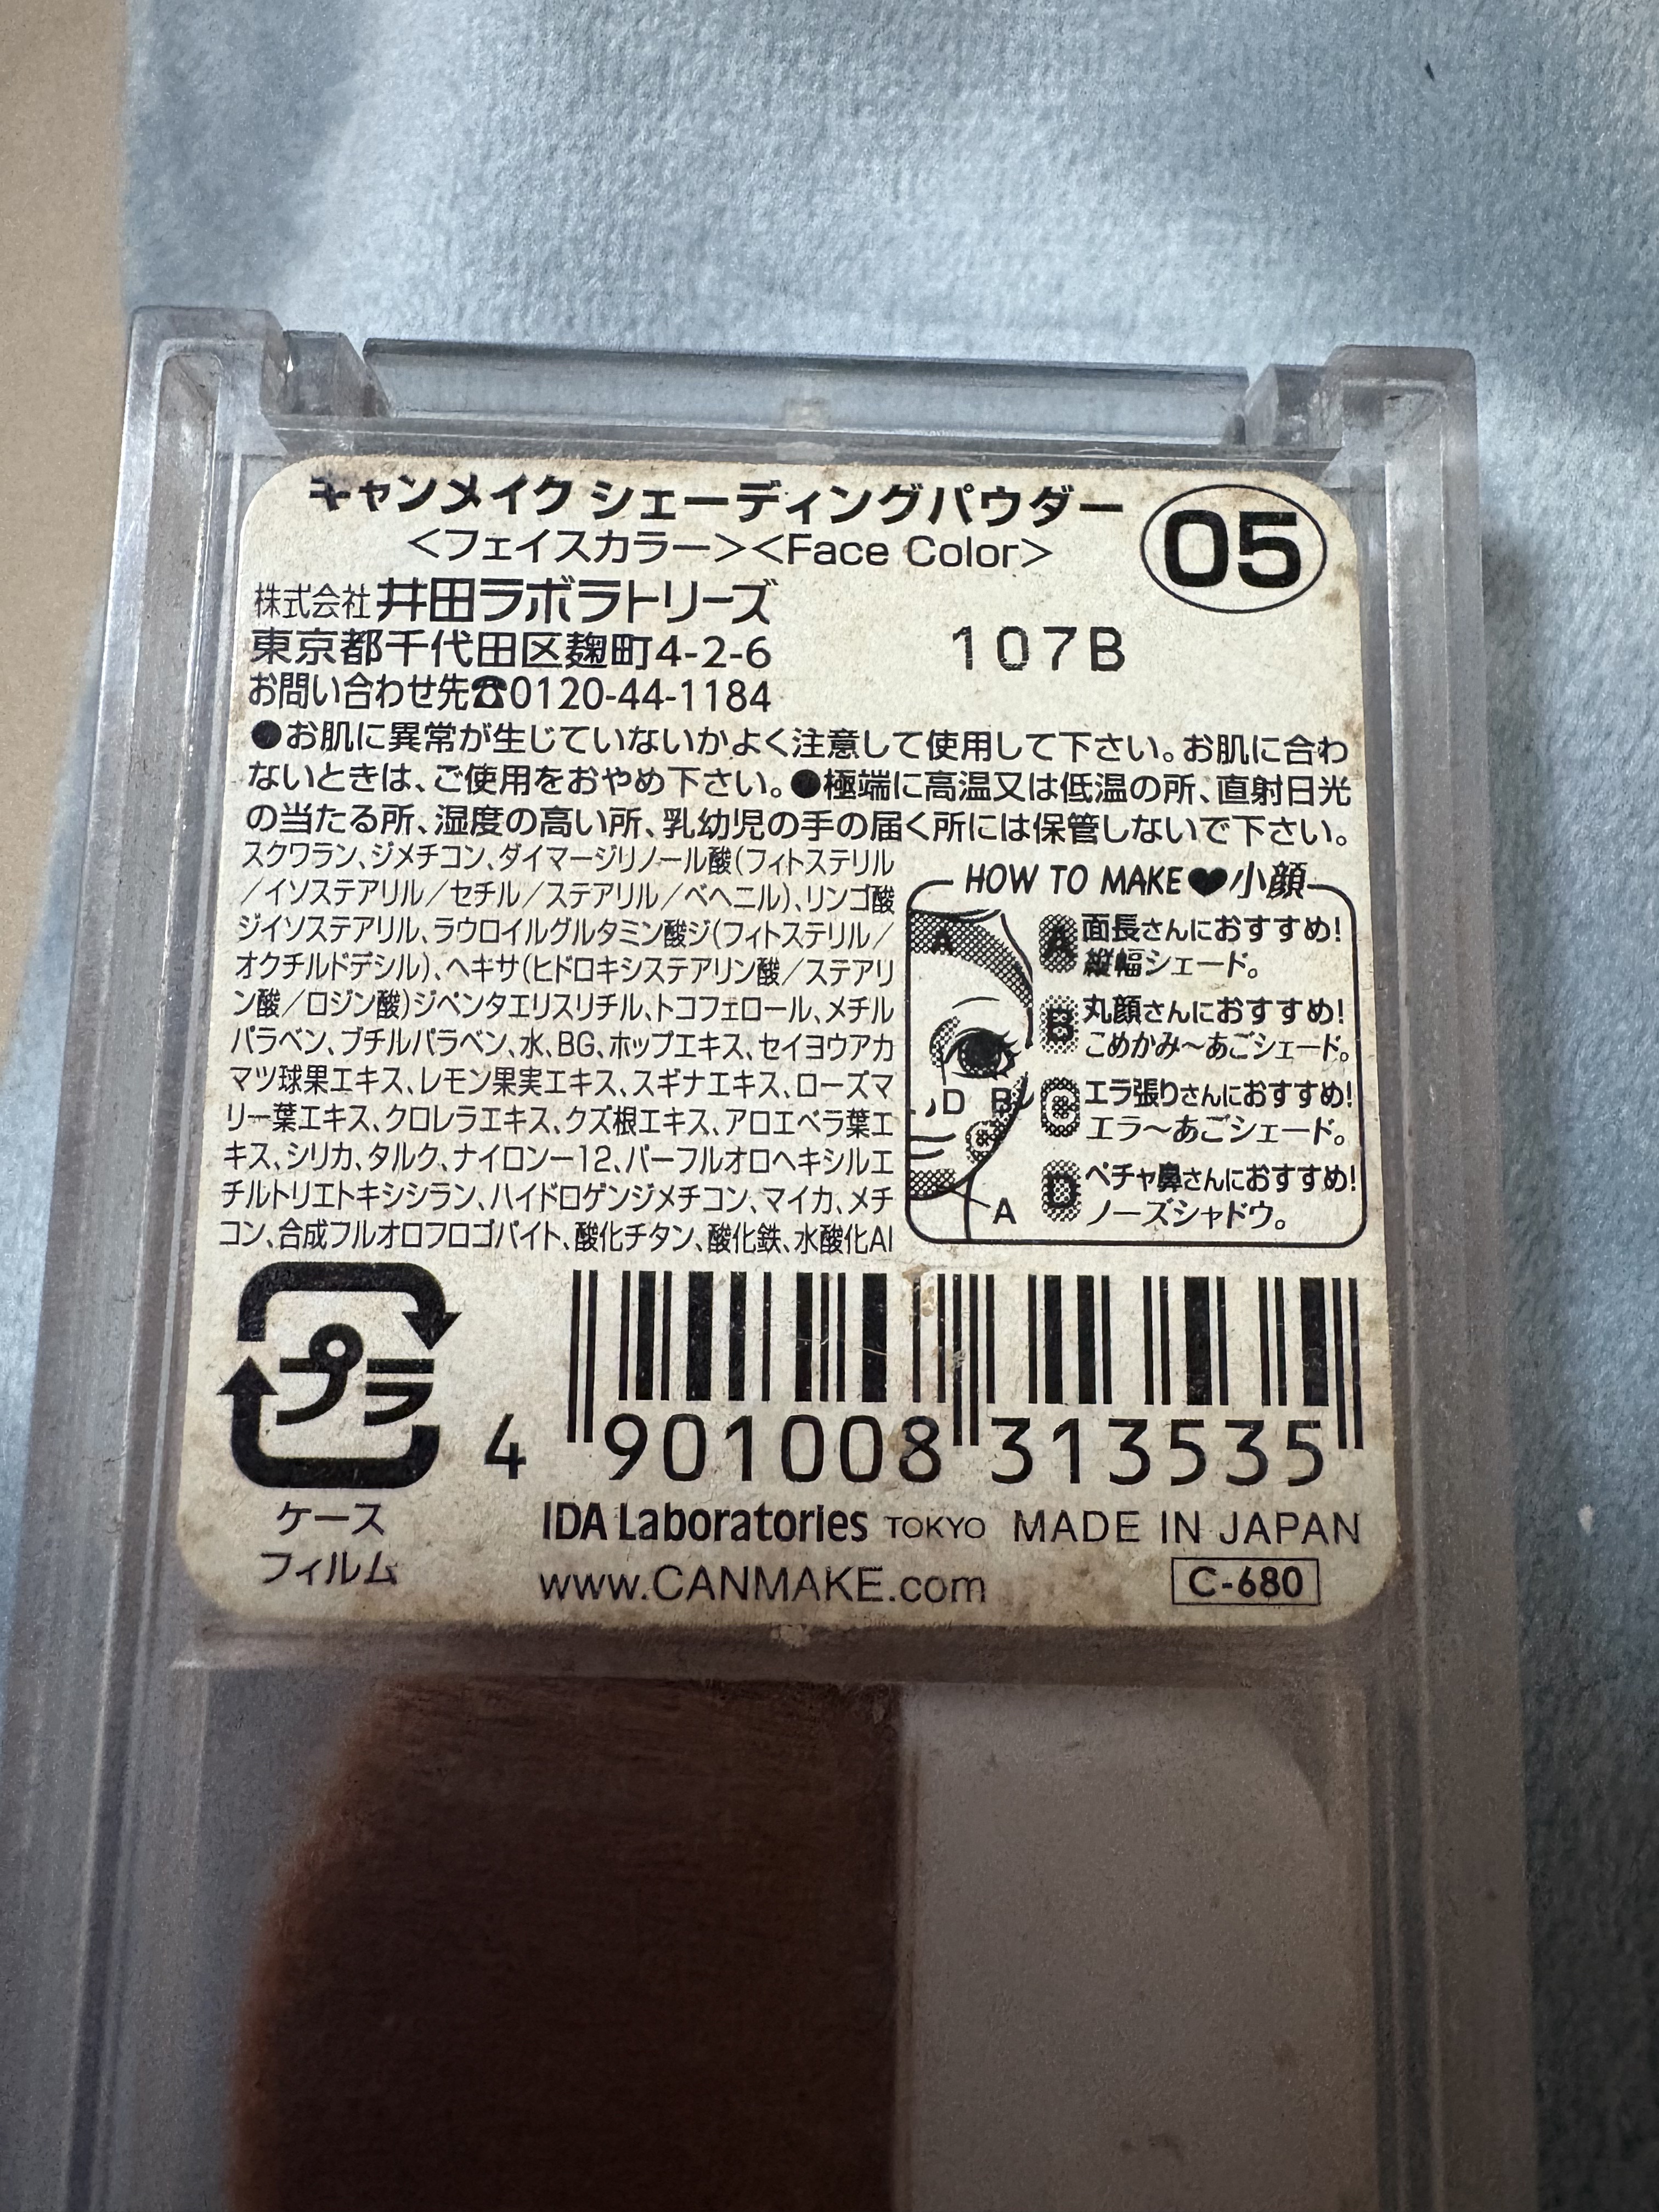 キャンメイク シェーディングパウダー
<フェイスカラー><Face Color>
05
株式会社 井田ラボラトリーズ
東京都千代田区麹町4-2-6
107B
お問い合わせ先☎0120-44-1184
●お肌に異常が生じていないかよく注意して使用して下さい。お肌に合わ
ないときは、ご使用をおやめ下さい。●極端に高温又は低温の所、直射日光
の当たる所、湿度の高い所、乳幼児の手の届く所には保管しないで下さい。
スクワラン、ジメチコン、ダイマージリノール酸(フィトステリル
/イソステアリル/セチル/ステアリル/ベヘニル)、リンゴ酸
ジイソステアリル、ラウロイルグルタミン酸ジ(フィトステリル/
オクチルドデシル)、ヘキサ(ヒドロキシステアリン酸/ステアリ
ン酸/ロジン酸)ジペンタエリスリチル、トコフェロール、メチル
パラベン、ブチルパラベン、水、BG、ホップエキス、セイヨウアカ
マツ球果エキス、レモン果実エキス、スギナエキス、ローズマ
リー葉エキス、クロレラエキス、クズ根エキス、アロエベラ葉エ
キス、シリカ、タルク、ナイロンー12、パーフルオロヘキシルエ
チルトリエトキシシラン、ハイドロゲンジメチコン、マイカ、メチ
コン、合成フルオロフロゴパイト、酸化チタン、酸化鉄、水酸化Al
HOW TO MAKE♥小顔
A
D B
C
A
A 面長さんにおすすめ!
縦幅シェード。
B 丸顔さんにおすすめ!
こめかみ〜あごシェード。
C エラ張りさんにおすすめ!
エラ〜あごシェード。
D ペチャ鼻さんにおすすめ!
ノーズシャドウ。
プラ
ケース
フィルム
4 901008 313535
IDA Laboratories TOKYO MADE IN JAPAN
www.CANMAKE.com
C-680